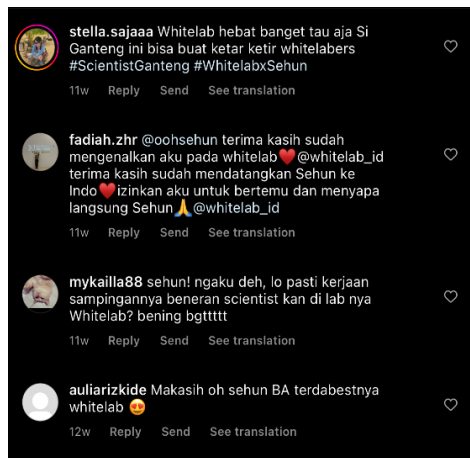 stella.sajaaa Whitelab hebat banget tau aja Si
Ganteng ini bisa buat ketar ketir whitelabers
#ScientistGanteng #WhitelabxSehun
11w Reply Send See translation
fadiah.zhr @oohsehun terima kasih sudah
mengenalkan aku pada whitelab❤️@whitelab_id
terima kasih sudah mendatangkan Sehun ke
Indo❤️izinkan aku untuk bertemu dan menyapa
langsung Sehun🙏@whitelab_id
11w Reply Send See translation
mykailla88 sehun! ngaku deh, lo pasti kerjaan
sampingannya beneran scientist kan di lab nya
Whitelab? bening bgttttt
11w Reply Send See translation
auliarizkide Makasih oh sehun BA terdabestnya
whitelab 😍
12w Reply Send See translation